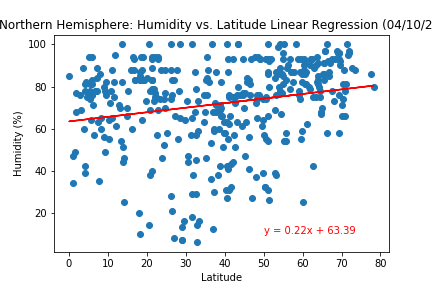 Northern Hemisphere: Humidity vs. Latitude Linear Regression (04/10/2
100
80
60
40
20
Humidity (%)
y = 0.22x + 63.39
0 10 20 30 40 50 60 70 80
Latitude